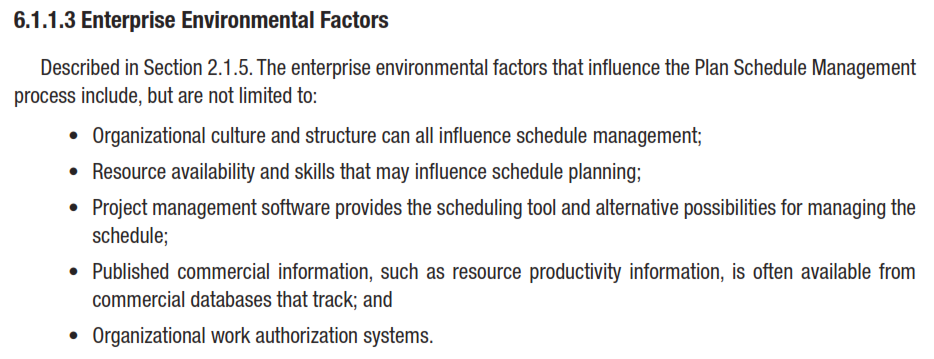 6.1.1.3 Enterprise Environmental Factors
Described in Section 2.1.5. The enterprise environmental factors that influence the Plan Schedule Management
process include, but are not limited to:
• Organizational culture and structure can all influence schedule management;
• Resource availability and skills that may influence schedule planning;
• Project management software provides the scheduling tool and alternative possibilities for managing the
schedule;
• Published commercial information, such as resource productivity information, is often available from
commercial databases that track; and
• Organizational work authorization systems.